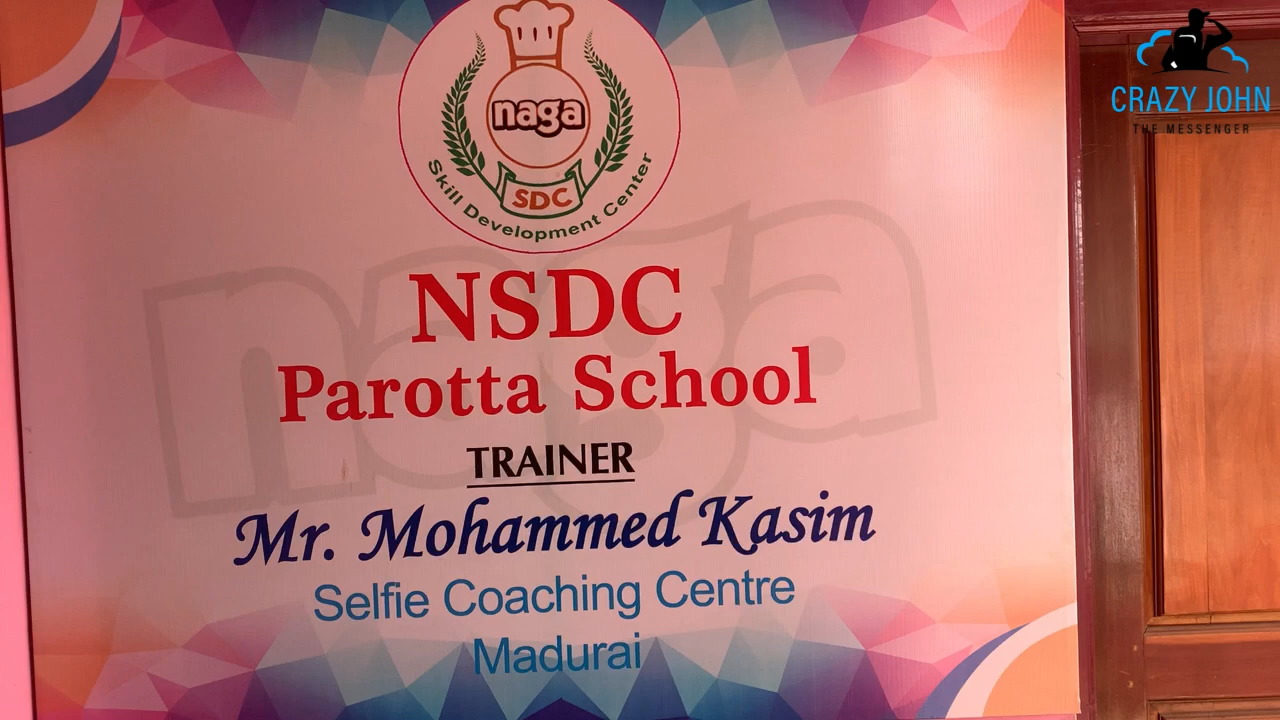 CRAZY JOHN
THE MESSENGER
naga
SDC
Skill Development Center
naga
NSDC
Parotta School
TRAINER
Mr. Mohammed Kasim
Selfie Coaching Centre
Madurai